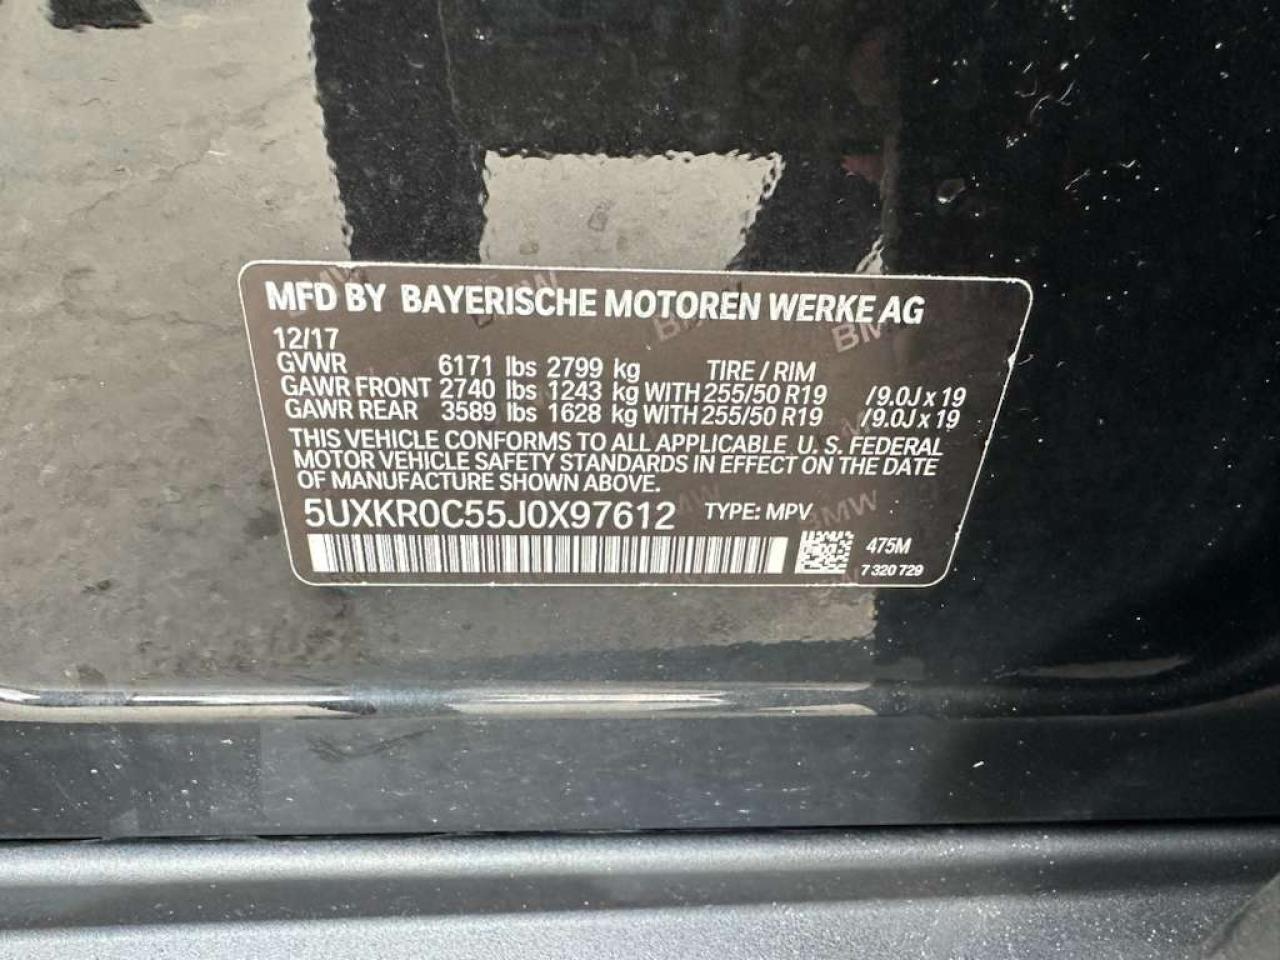 MFD BY BAYERISCHE MOTOREN WERKE AG
12/17
GVWR 6171 lbs 2799 kg TIRE / RIM
GAWR FRONT 2740 lbs 1243 kg WITH 255/50 R19 /9.0J x 19
GAWR REAR 3589 lbs 1628 kg WITH 255/50 R19 /9.0J x 19
THIS VEHICLE CONFORMS TO ALL APPLICABLE U. S. FEDERAL
MOTOR VEHICLE SAFETY STANDARDS IN EFFECT ON THE DATE
OF MANUFACTURE SHOWN ABOVE.
5UXKR0C55J0X97612 TYPE: MPV
475M
7 320 729